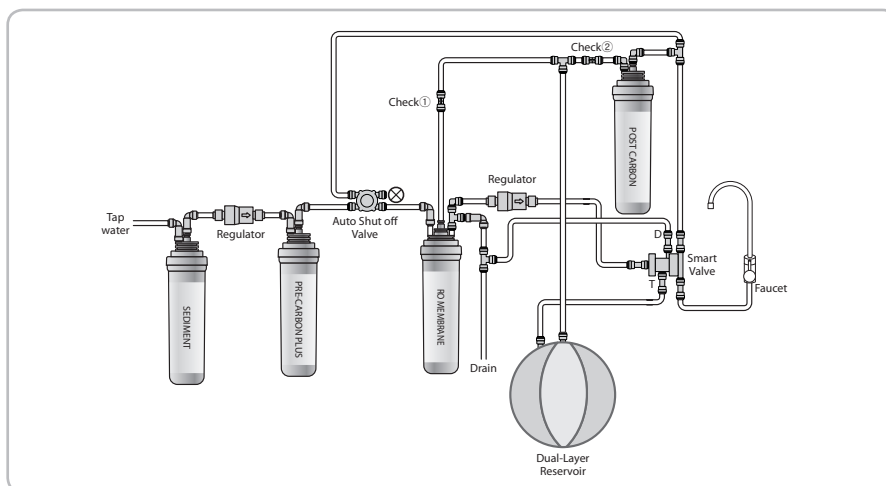 Check②
Check①
POST CARBON
Regulator
Tap
water
Regulator
Auto Shut off
Valve
D
Smart
Valve
T
Faucet
SEDIMENT
PRE-CARBON PLUS
RO MEMBRANE
Drain
Dual-Layer
Reservoir